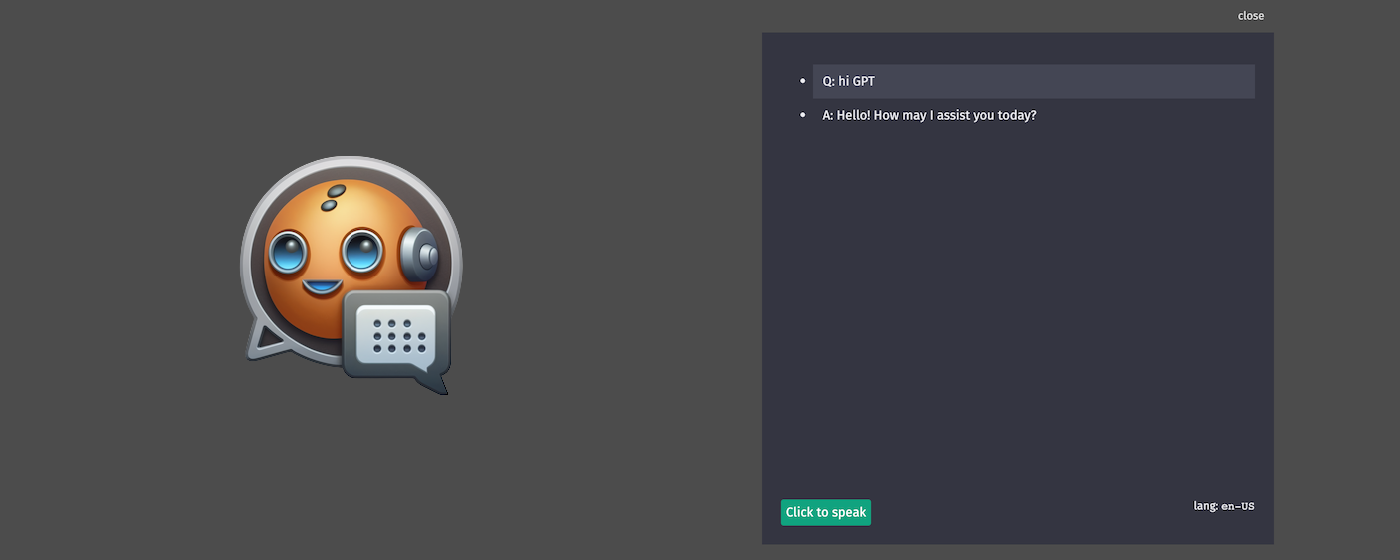 close
Q: hi GPT
A: Hello! How may I assist you today?
Click to speak
lang: en-US